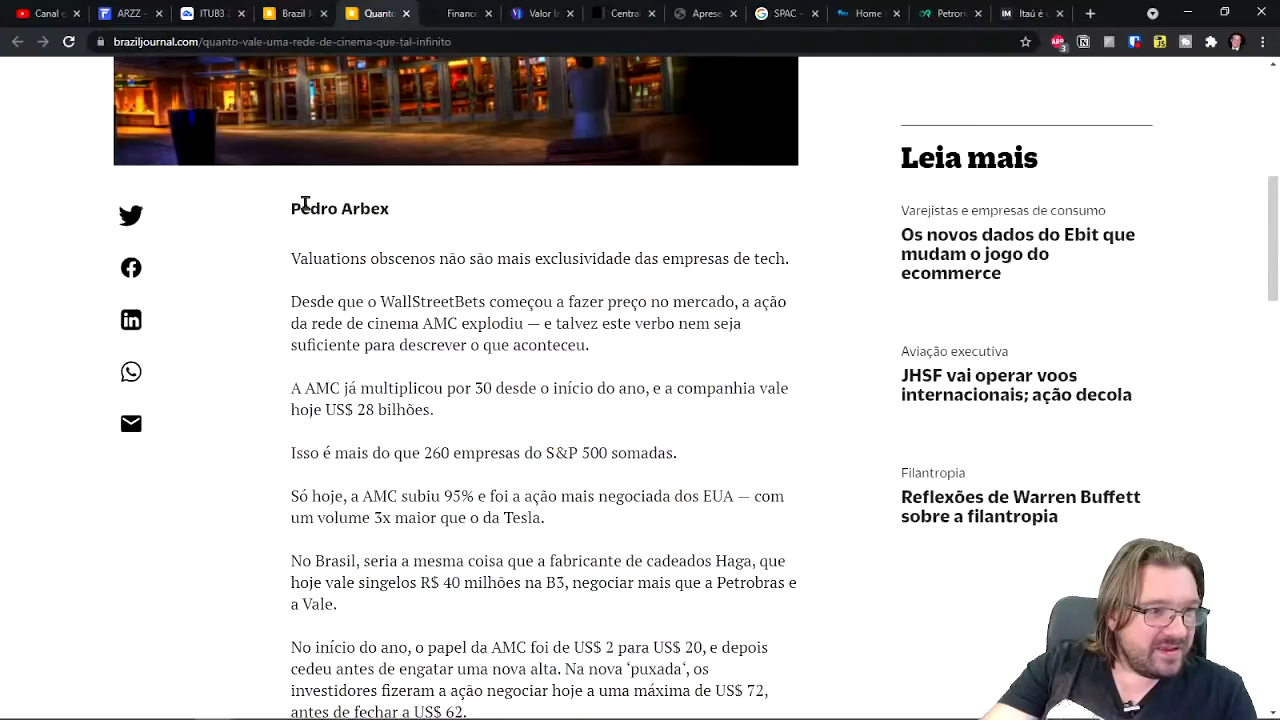 Canal
ARZZ -
ITUB3
Brazil Jo
Quanto
Financ
Valor In
Centra
Apres
SPAC -
Home
Petrom
Itaú é
braziljournal.com/quanto-vale-uma-rede-de-cinema-que-tal-infinito
3
JS
Pedro Arbex
Valuations obscenos não são mais exclusividade das empresas de tech.
Desde que o WallStreetBets começou a fazer preço no mercado, a ação
da rede de cinema AMC explodiu — e talvez este verbo nem seja
suficiente para descrever o que aconteceu.
A AMC já multiplicou por 30 desde o início do ano, e a companhia vale
hoje US$ 28 bilhões.
Isso é mais do que 260 empresas do S&P 500 somadas.
Só hoje, a AMC subiu 95% e foi a ação mais negociada dos EUA — com
um volume 3x maior que o da Tesla.
No Brasil, seria a mesma coisa que a fabricante de cadeados Haga, que
hoje vale singelos R$ 40 milhões na B3, negociar mais que a Petrobras e
a Vale.
No início do ano, o papel da AMC foi de US$ 2 para US$ 20, e depois
cedeu antes de engatar uma nova alta. Na nova ‘puxada‘, os
investidores fizeram a ação negociar hoje a uma máxima de US$ 72,
antes de fechar a US$ 62.
Leia mais
Varejistas e empresas de consumo
Os novos dados do Ebit que
mudam o jogo do
ecommerce
Aviação executiva
JHSF vai operar voos
internacionais; ação decola
Filantropia
Reflexões de Warren Buffett
sobre a filantropia